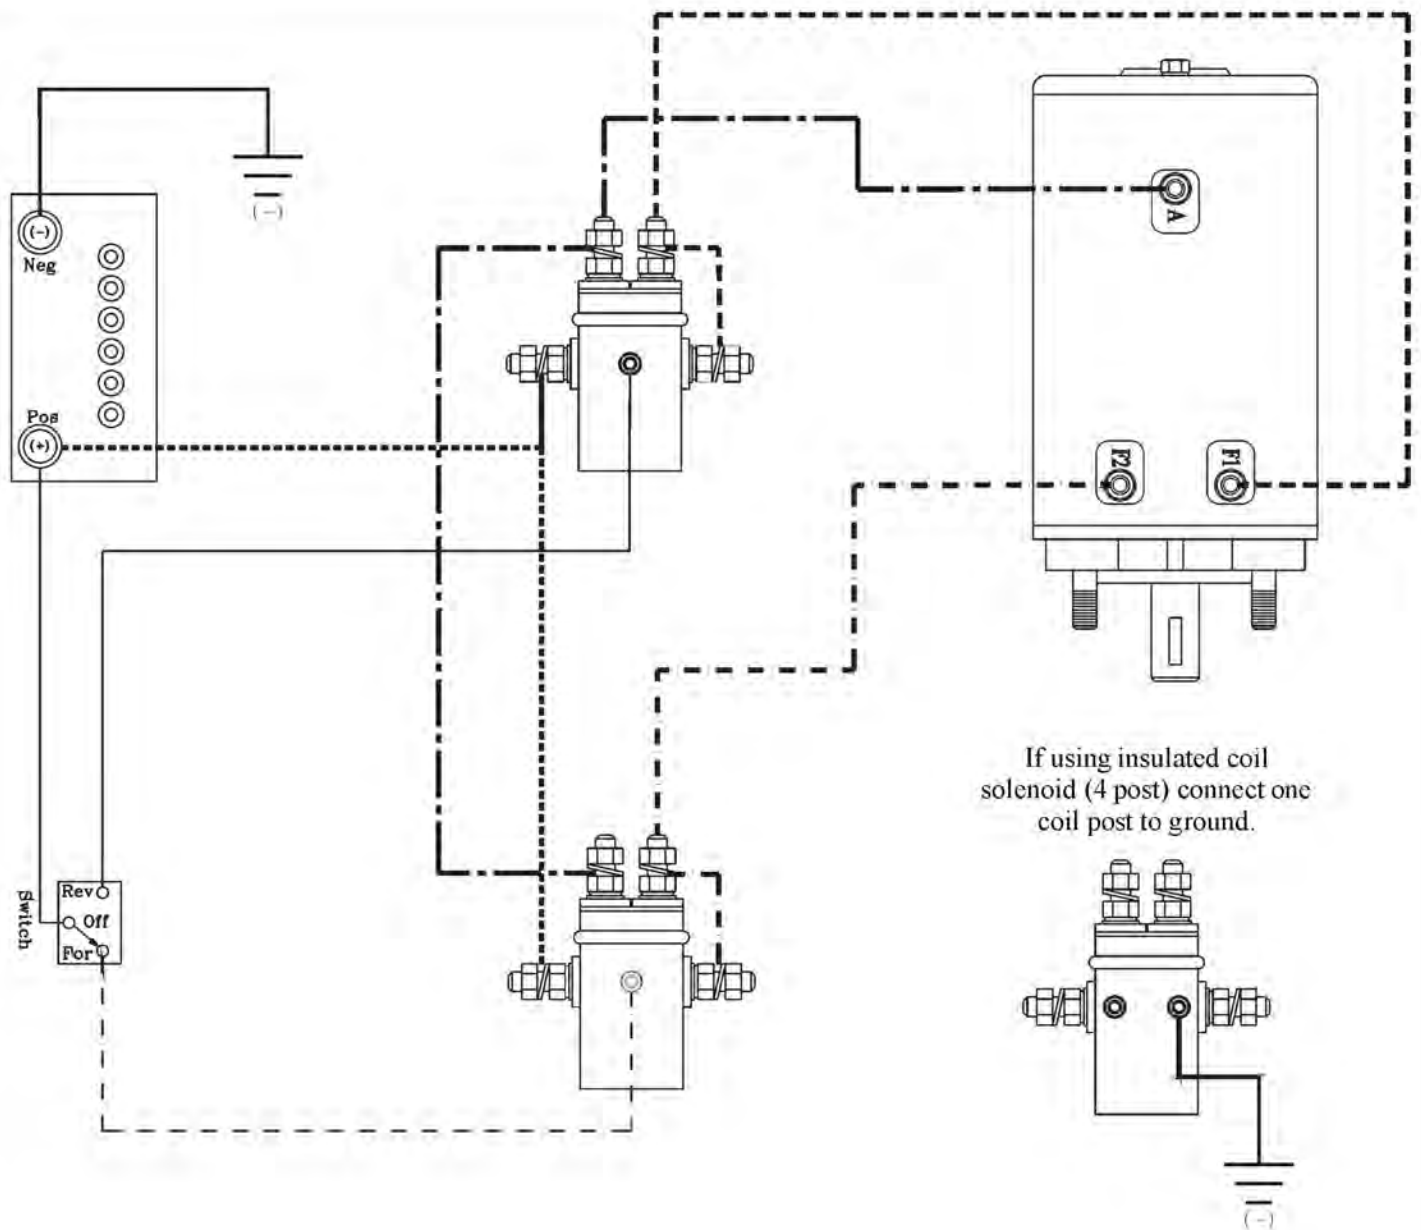 (-)
(-)
Neg
A
Pos
(+)
F2
F1
If using insulated coil
solenoid (4 post) connect one
coil post to ground.
Switch
Rev
Off
For
(-)